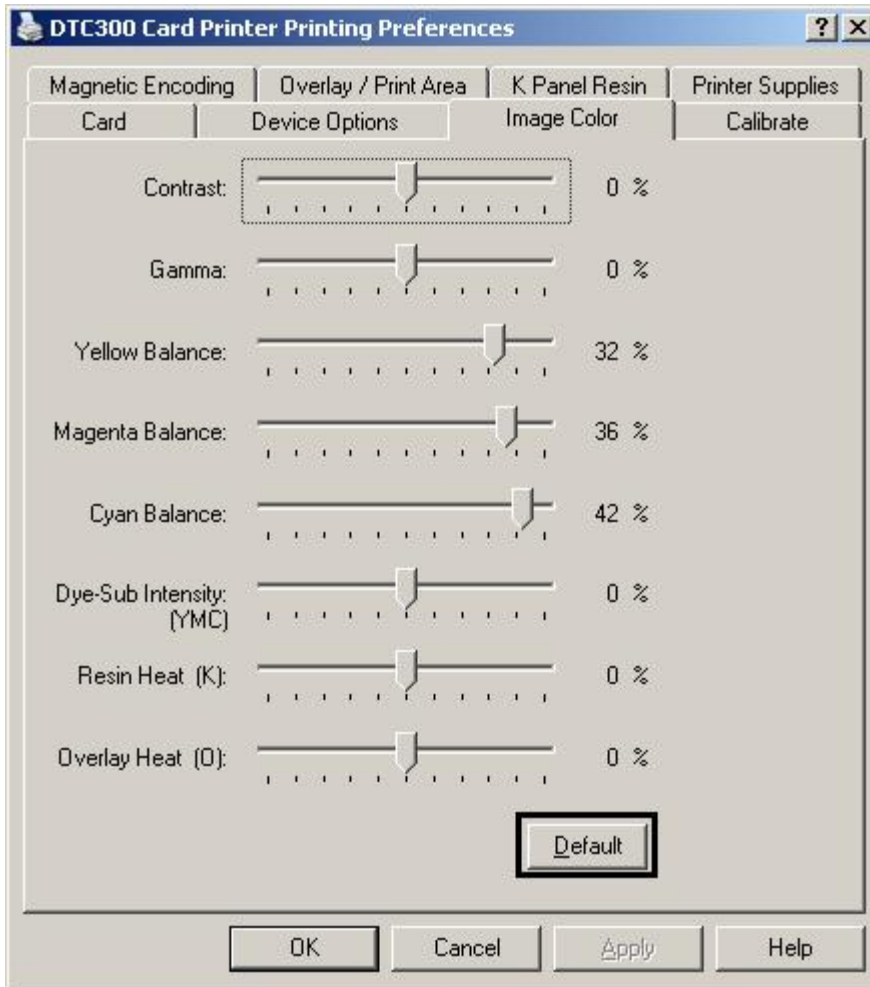 DTC300 Card Printer Printing Preferences
Magnetic Encoding Overlay / Print Area K Panel Resin Printer Supplies
Card Device Options Image Color Calibrate
Contrast: 0 %
Gamma: 0 %
Yellow Balance: 32 %
Magenta Balance: 36 %
Cyan Balance: 42 %
Dye-Sub Intensity: 0 %
(YMC)
Resin Heat (K): 0 %
Overlay Heat (O): 0 %
Default
OK Cancel Apply Help